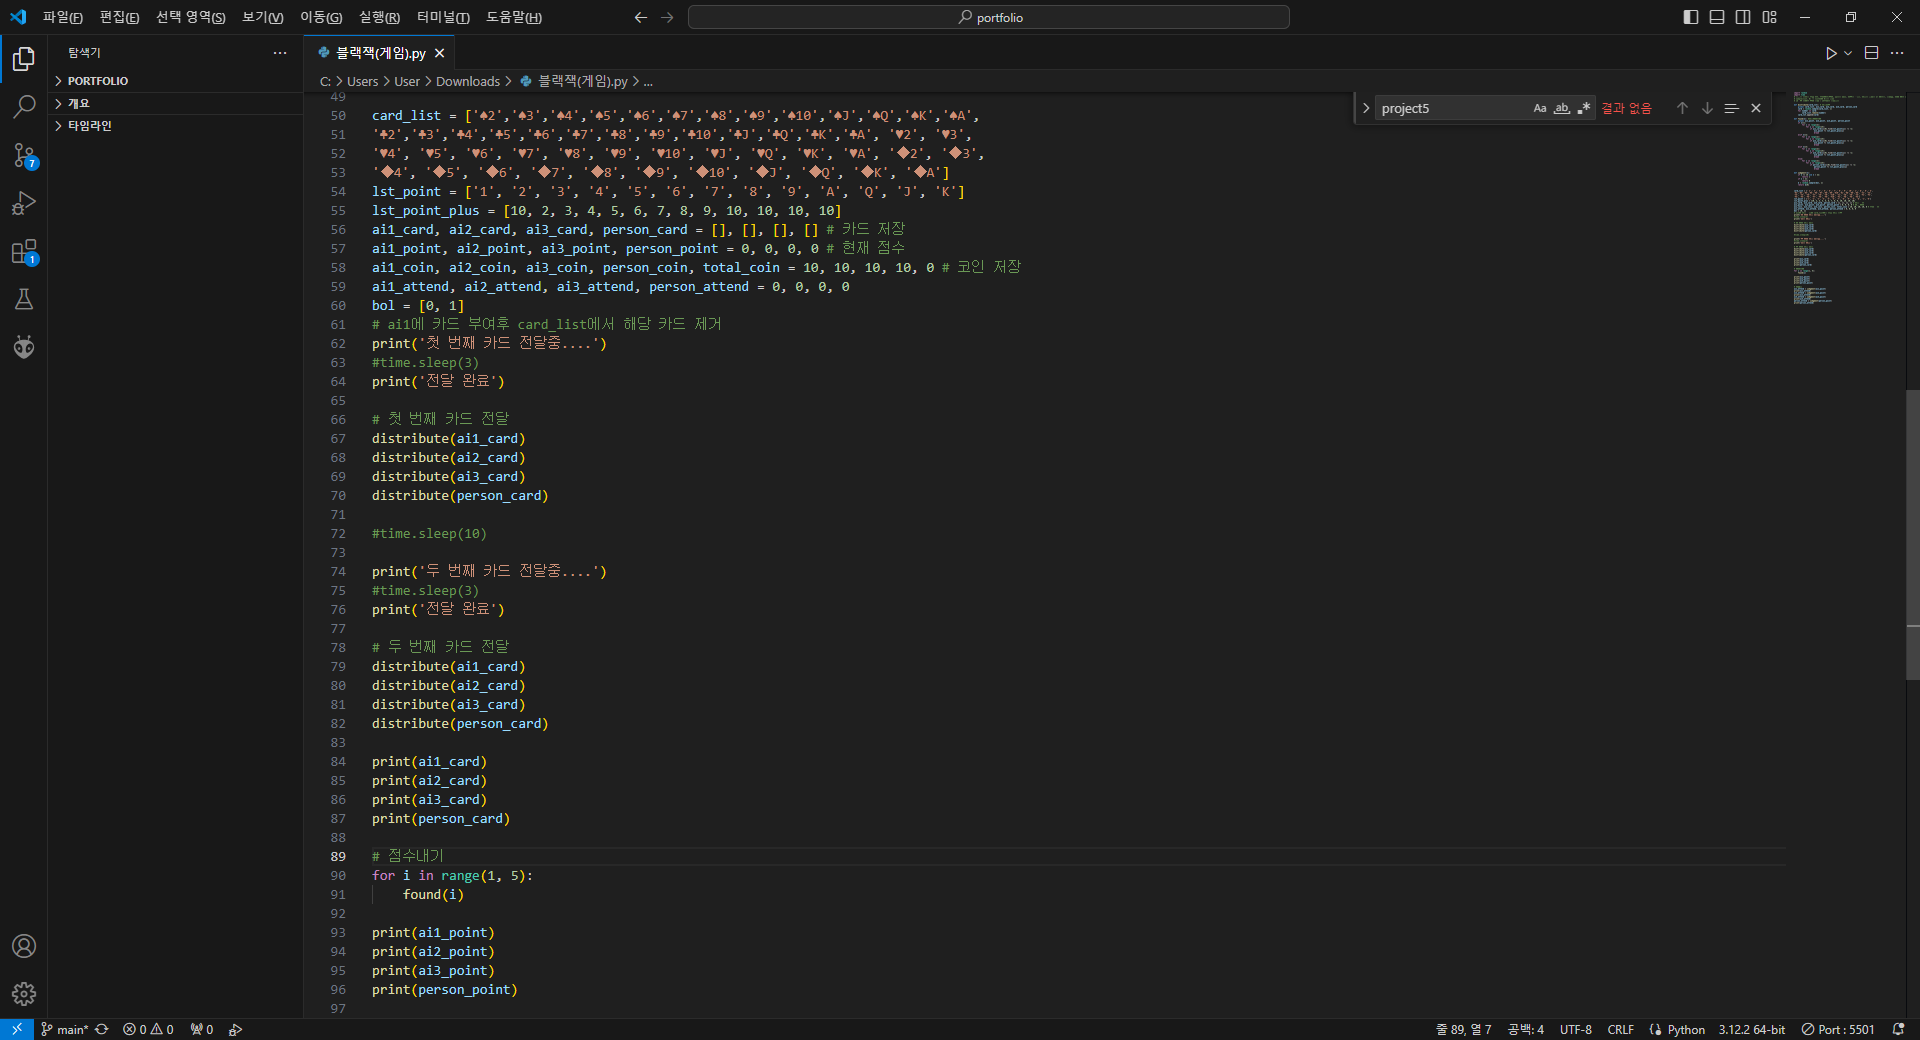 파일(F) 편집(E) 선택 영역(S) 보기(V) 이동(G) 실행(R) 터미널(T) 도움말(H)
portfolio
탐색기
PORTFOLIO
개요
타임라인
블랙잭(게임).py
C: > Users > User > Downloads > 블랙잭(게임).py > ...
project5
Aa ab .* 결과 없음
49
50 card_list = ['♠2','♠3','♠4','♠5','♠6','♠7','♠8','♠9','♠10','♠J','♠Q','♠K','♠A',
51 '♣2','♣3','♣4','♣5','♣6','♣7','♣8','♣9','♣10','♣J','♣Q','♣K','♣A', '♥2', '♥3',
52 '♥4', '♥5', '♥6', '♥7', '♥8', '♥9', '♥10', '♥J', '♥Q', '♥K', '♥A', '◆2', '◆3',
53 '◆4', '◆5', '◆6', '◆7', '◆8', '◆9', '◆10', '◆J', '◆Q', '◆K', '◆A']
54 lst_point = ['1', '2', '3', '4', '5', '6', '7', '8', '9', 'A', 'Q', 'J', 'K']
55 lst_point_plus = [10, 2, 3, 4, 5, 6, 7, 8, 9, 10, 10, 10, 10]
56 ai1_card, ai2_card, ai3_card, person_card = [], [], [], [] # 카드 저장
57 ai1_point, ai2_point, ai3_point, person_point = 0, 0, 0, 0 # 현재 점수
58 ai1_coin, ai2_coin, ai3_coin, person_coin, total_coin = 10, 10, 10, 10, 0 # 코인 저장
59 ai1_attend, ai2_attend, ai3_attend, person_attend = 0, 0, 0, 0
60 bol = [0, 1]
61 # ai1에 카드 부여후 card_list에서 해당 카드 제거
62 print('첫 번째 카드 전달중....')
63 #time.sleep(3)
64 print('전달 완료')
65
66 # 첫 번째 카드 전달
67 distribute(ai1_card)
68 distribute(ai2_card)
69 distribute(ai3_card)
70 distribute(person_card)
71
72 #time.sleep(10)
73
74 print('두 번째 카드 전달중....')
75 #time.sleep(3)
76 print('전달 완료')
77
78 # 두 번째 카드 전달
79 distribute(ai1_card)
80 distribute(ai2_card)
81 distribute(ai3_card)
82 distribute(person_card)
83
84 print(ai1_card)
85 print(ai2_card)
86 print(ai3_card)
87 print(person_card)
88
89 # 점수내기
90 for i in range(1, 5):
91 found(i)
92
93 print(ai1_point)
94 print(ai2_point)
95 print(ai3_point)
96 print(person_point)
97
7
1
main* 0 0 0
줄 89, 열 7 공백: 4 UTF-8 CRLF Python 3.12.2 64-bit Port : 5501